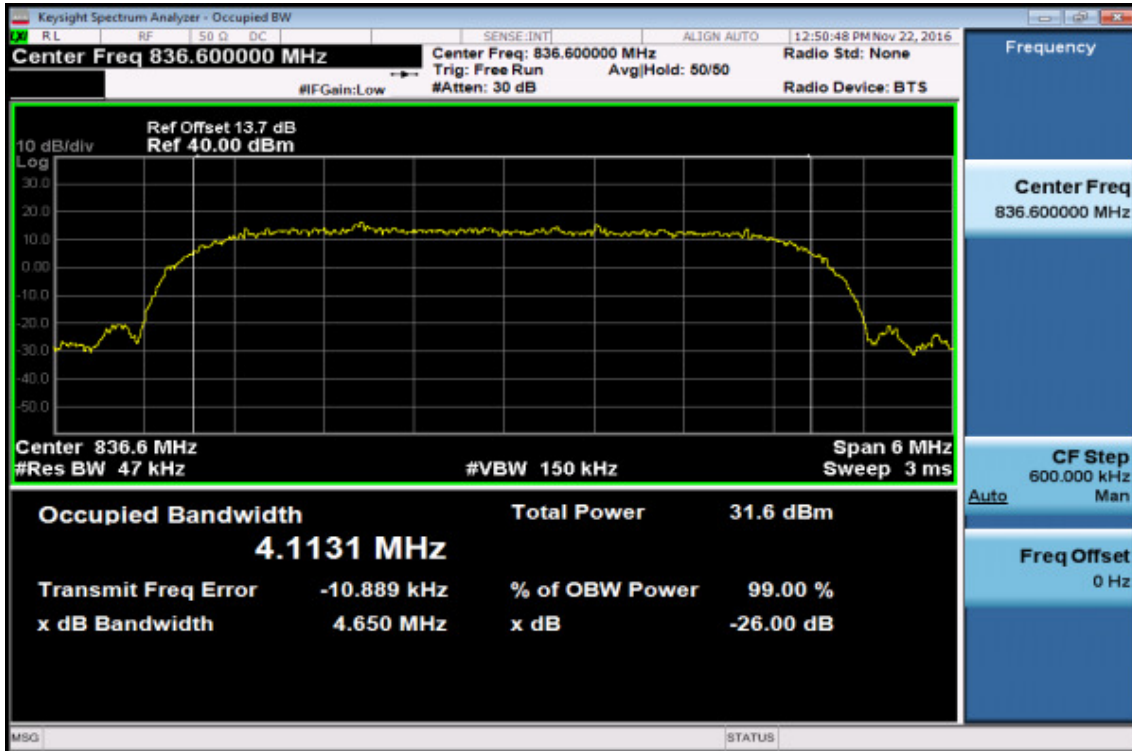 Keysight Spectrum Analyzer - Occupied BW
LXI RL RF 50 Ω DC SENSE:INT ALIGN AUTO 12:50:48 PM Nov 22, 2016
Center Freq 836.600000 MHz
Center Freq: 836.600000 MHz Radio Std: None
Trig: Free Run Avg|Hold: 50/50
#IFGain:Low #Atten: 30 dB Radio Device: BTS
Ref Offset 13.7 dB
10 dB/div Ref 40.00 dBm
Log
30.0
20.0
10.0
0.00
-10.0
-20.0
-30.0
-40.0
-50.0
Center 836.6 MHz Span 6 MHz
#Res BW 47 kHz #VBW 150 kHz Sweep 3 ms
Occupied Bandwidth Total Power 31.6 dBm
4.1131 MHz
Transmit Freq Error -10.889 kHz % of OBW Power 99.00 %
x dB Bandwidth 4.650 MHz x dB -26.00 dB
MSG STATUS
Frequency
Center Freq
836.600000 MHz
CF Step
600.000 kHz
Auto Man
Freq Offset
0 Hz